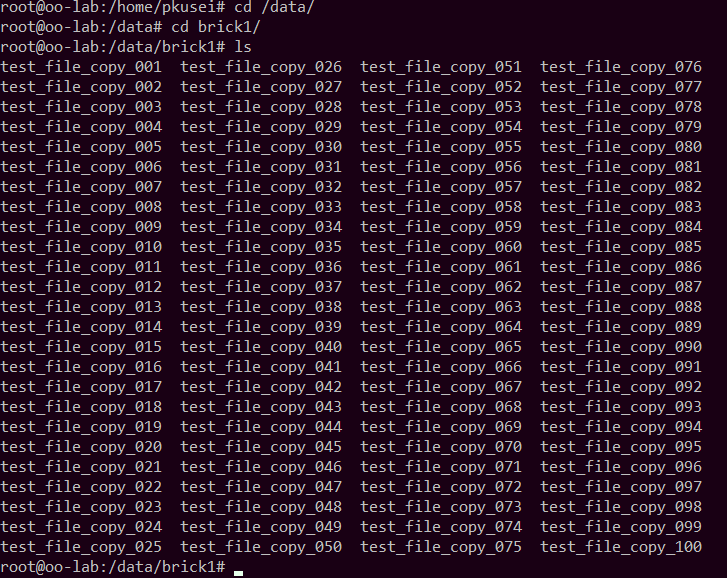 root@oo-lab:/home/pkusei# cd /data/
root@oo-lab:/data# cd brick1/
root@oo-lab:/data/brick1# ls
test_file_copy_001  test_file_copy_026  test_file_copy_051  test_file_copy_076
test_file_copy_002  test_file_copy_027  test_file_copy_052  test_file_copy_077
test_file_copy_003  test_file_copy_028  test_file_copy_053  test_file_copy_078
test_file_copy_004  test_file_copy_029  test_file_copy_054  test_file_copy_079
test_file_copy_005  test_file_copy_030  test_file_copy_055  test_file_copy_080
test_file_copy_006  test_file_copy_031  test_file_copy_056  test_file_copy_081
test_file_copy_007  test_file_copy_032  test_file_copy_057  test_file_copy_082
test_file_copy_008  test_file_copy_033  test_file_copy_058  test_file_copy_083
test_file_copy_009  test_file_copy_034  test_file_copy_059  test_file_copy_084
test_file_copy_010  test_file_copy_035  test_file_copy_060  test_file_copy_085
test_file_copy_011  test_file_copy_036  test_file_copy_061  test_file_copy_086
test_file_copy_012  test_file_copy_037  test_file_copy_062  test_file_copy_087
test_file_copy_013  test_file_copy_038  test_file_copy_063  test_file_copy_088
test_file_copy_014  test_file_copy_039  test_file_copy_064  test_file_copy_089
test_file_copy_015  test_file_copy_040  test_file_copy_065  test_file_copy_090
test_file_copy_016  test_file_copy_041  test_file_copy_066  test_file_copy_091
test_file_copy_017  test_file_copy_042  test_file_copy_067  test_file_copy_092
test_file_copy_018  test_file_copy_043  test_file_copy_068  test_file_copy_093
test_file_copy_019  test_file_copy_044  test_file_copy_069  test_file_copy_094
test_file_copy_020  test_file_copy_045  test_file_copy_070  test_file_copy_095
test_file_copy_021  test_file_copy_046  test_file_copy_071  test_file_copy_096
test_file_copy_022  test_file_copy_047  test_file_copy_072  test_file_copy_097
test_file_copy_023  test_file_copy_048  test_file_copy_073  test_file_copy_098
test_file_copy_024  test_file_copy_049  test_file_copy_074  test_file_copy_099
test_file_copy_025  test_file_copy_050  test_file_copy_075  test_file_copy_100
root@oo-lab:/data/brick1#